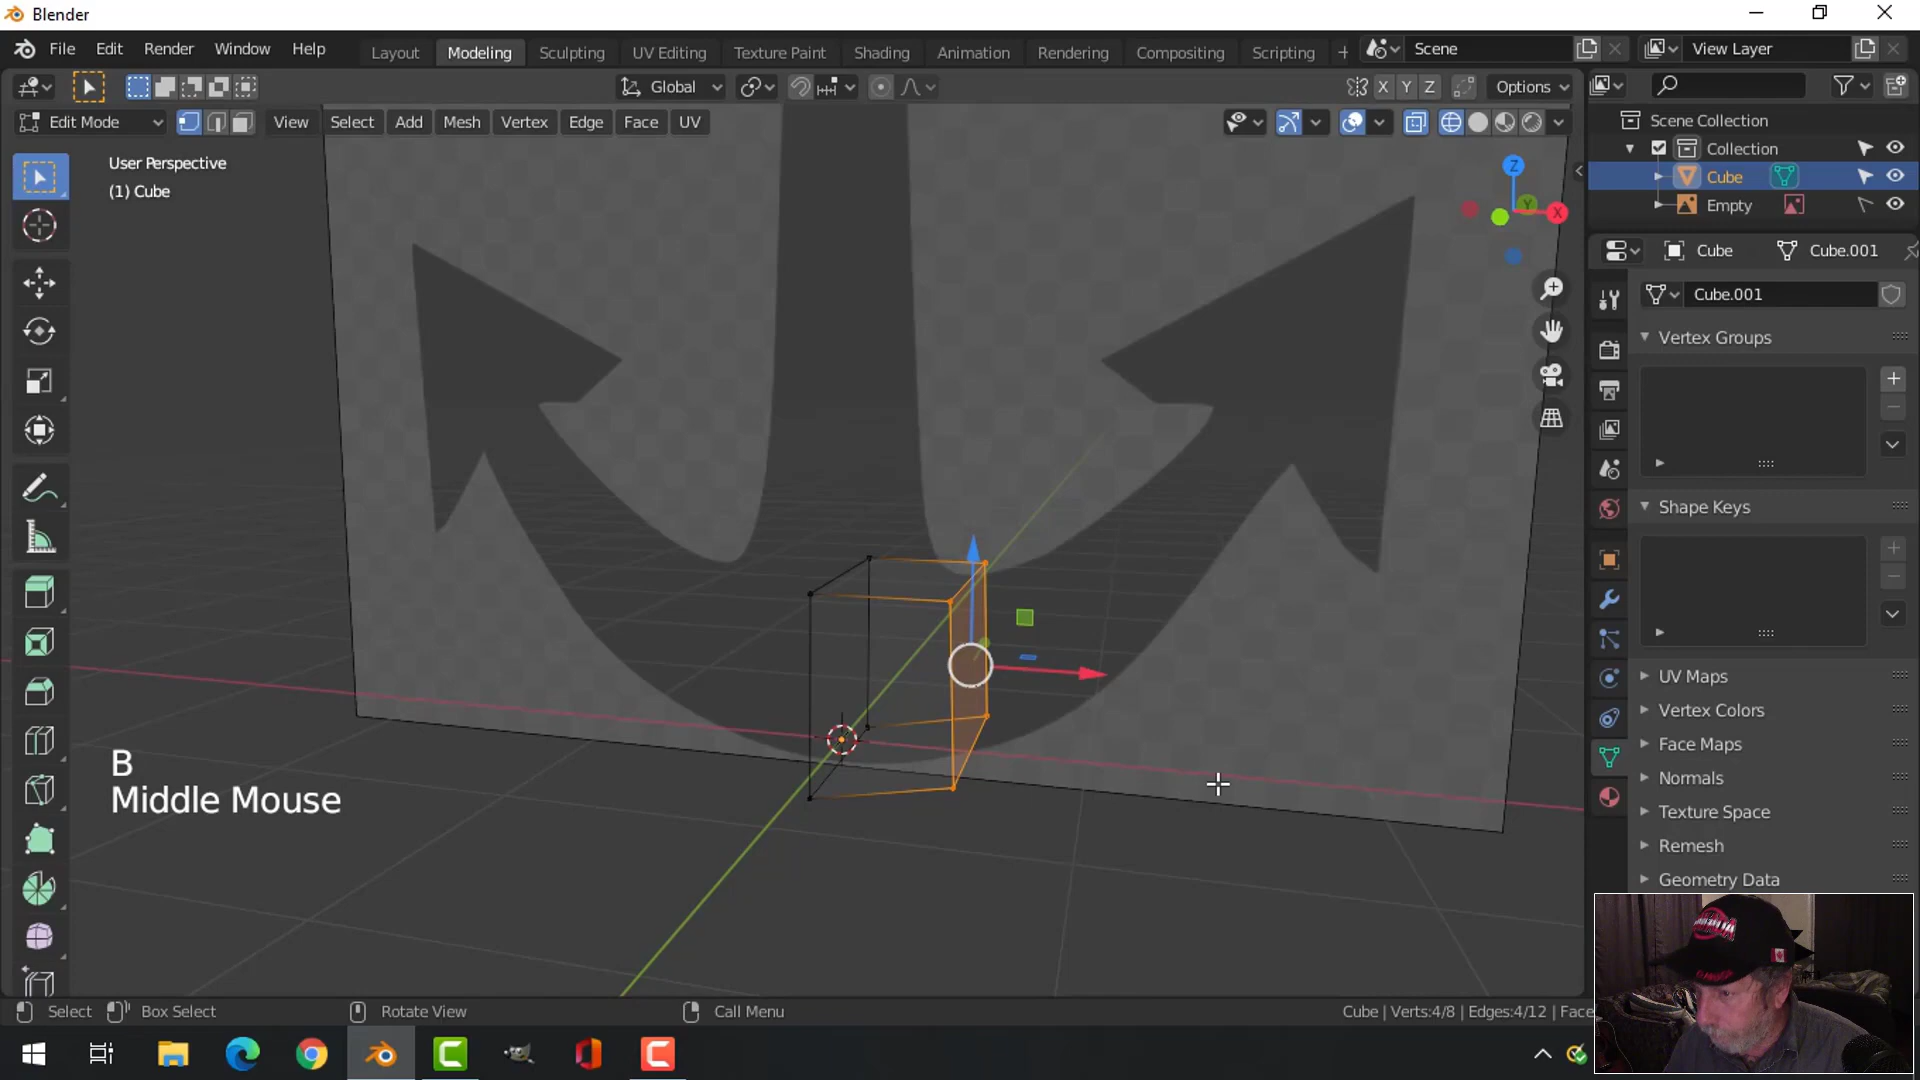 Blender
File Edit Render Window Help
Layout Modeling Sculpting UV Editing Texture Paint Shading Animation Rendering Compositing Scripting + Scene View Layer
Global X Y Z Options
Edit Mode View Select Add Mesh Vertex Edge Face UV
User Perspective
(1) Cube
Z
Y
X
B
Middle Mouse
Scene Collection
Collection
Cube
Empty
Cube Cube.001
Cube.001
Vertex Groups
Shape Keys
UV Maps
Vertex Colors
Face Maps
Normals
Texture Space
Remesh
Geometry Data
Select Box Select Rotate View Call Menu Cube | Verts:4/8 | Edges:4/12 | Face